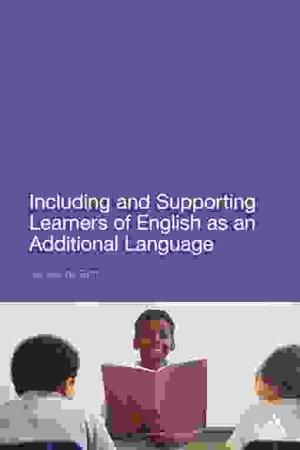 Including and Supporting
Learners of English as an
Additional Language